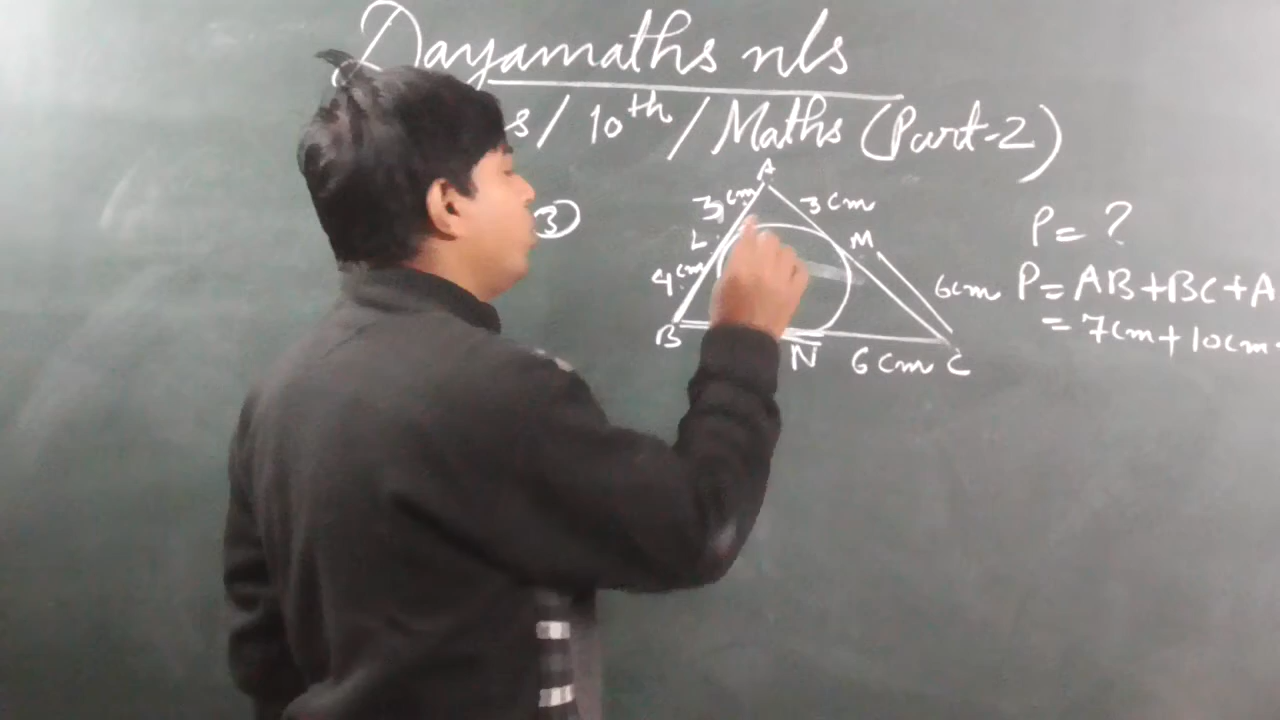 Dayamaths nls
s/10th/Maths (Part-2)
3
A
3cm
3cm
L
M
4cm
6cm
B
N
6cm
C
P=?
P=AB+BC+A
=7cm+10cm